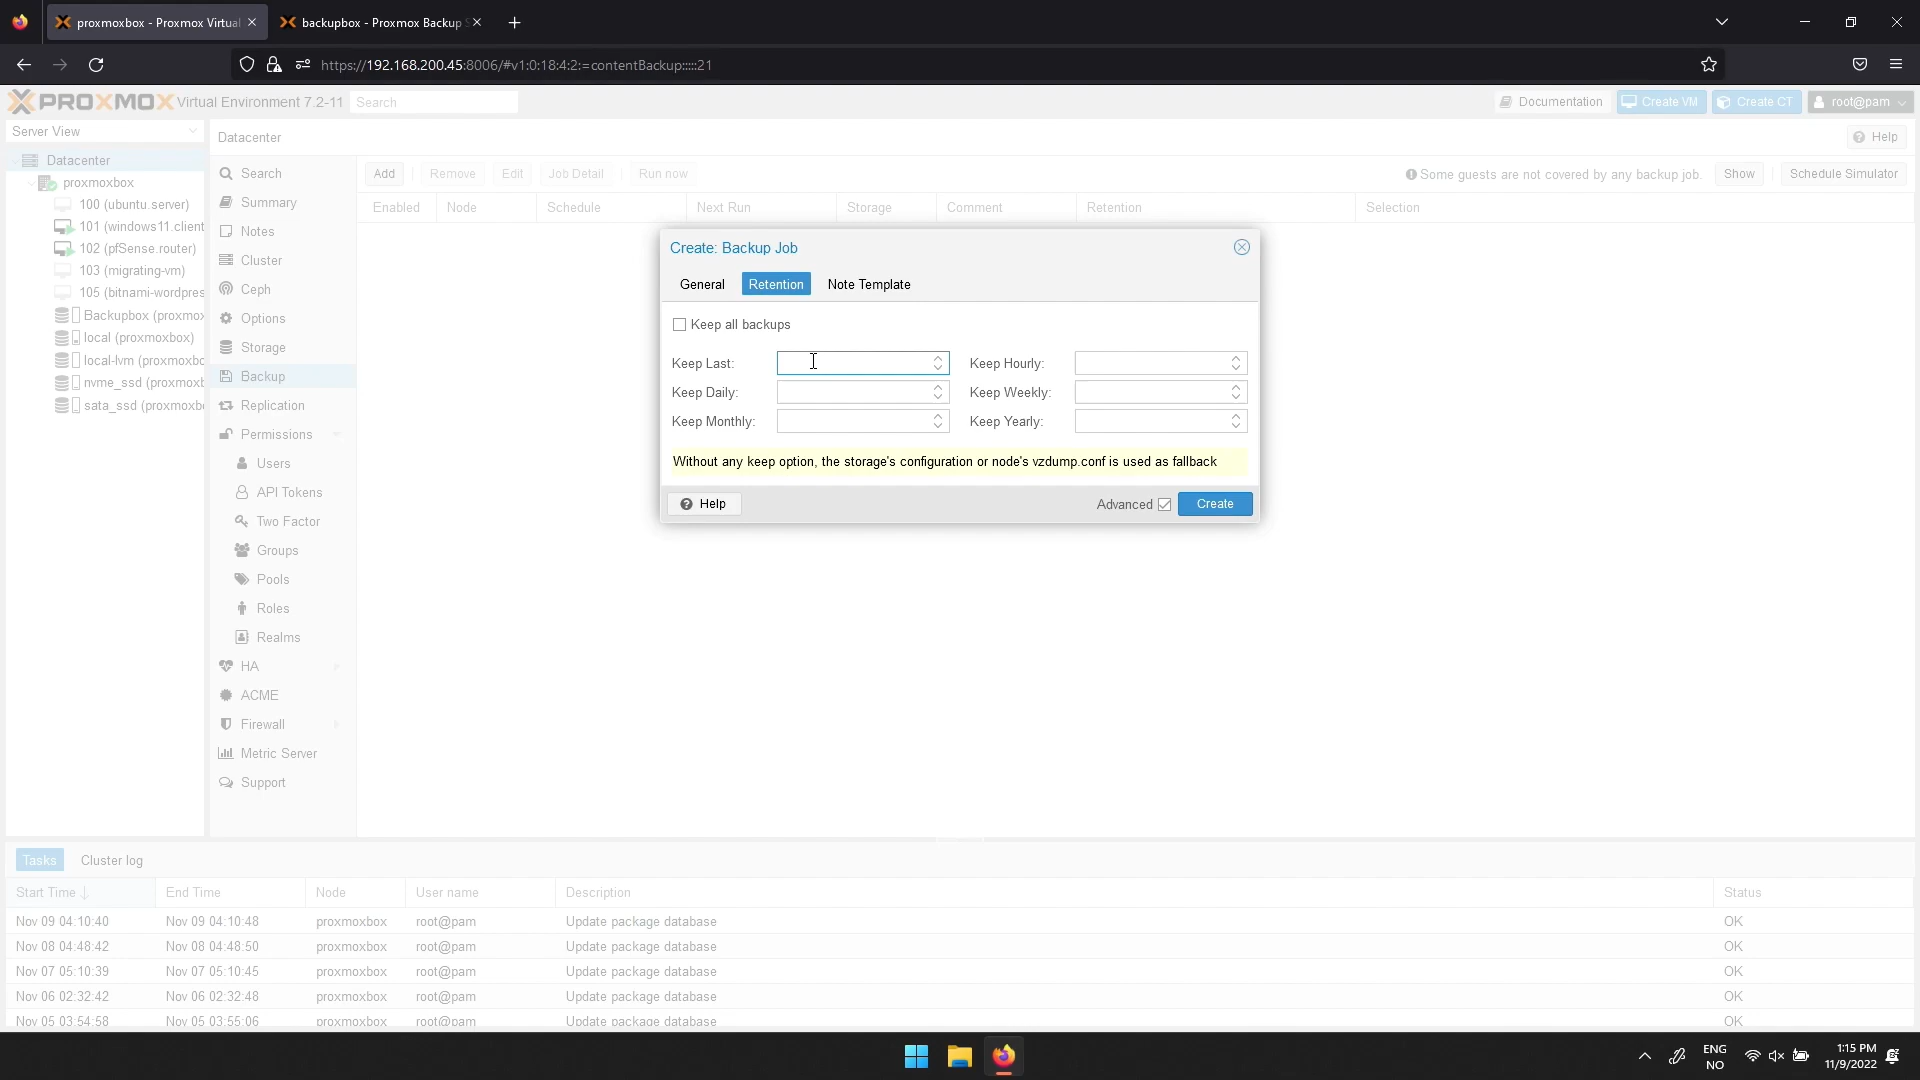 proxmoxbox - Proxmox Virtual
backupbox - Proxmox Backup S
https://192.168.200.45:8006/#v1:0:18:4:2:=contentBackup:::::21
PROXMOX Virtual Environment 7.2-11 Search
Documentation Create VM Create CT root@pam
Server View
Datacenter
Help
Datacenter
proxmoxbox
100 (ubuntu.server)
101 (windows11.client
102 (pfSense.router)
103 (migrating-vm)
105 (bitnami-wordpres
Backupbox (proxmox
local (proxmoxbox)
local-lvm (proxmoxbo
nvme_ssd (proxmoxb
sata_ssd (proxmoxbo
Search
Summary
Notes
Cluster
Ceph
Options
Storage
Backup
Replication
Permissions
Users
API Tokens
Two Factor
Groups
Pools
Roles
Realms
HA
ACME
Firewall
Metric Server
Support
Add Remove Edit Job Detail Run now
Some guests are not covered by any backup job. Show Schedule Simulator
Enabled Node Schedule Next Run Storage Comment Retention Selection
Create: Backup Job
General Retention Note Template
Keep all backups
Keep Last: Keep Hourly:
Keep Daily: Keep Weekly:
Keep Monthly: Keep Yearly:
Without any keep option, the storage's configuration or node's vzdump.conf is used as fallback
Help Advanced Create
Tasks Cluster log
Start Time End Time Node User name Description Status
Nov 09 04:10:40 Nov 09 04:10:48 proxmoxbox root@pam Update package database OK
Nov 08 04:48:42 Nov 08 04:48:50 proxmoxbox root@pam Update package database OK
Nov 07 05:10:39 Nov 07 05:10:45 proxmoxbox root@pam Update package database OK
Nov 06 02:32:42 Nov 06 02:32:48 proxmoxbox root@pam Update package database OK
Nov 05 03:54:58 Nov 05 03:55:06 proxmoxbox root@pam Update package database OK
ENG
NO
1:15 PM
11/9/2022